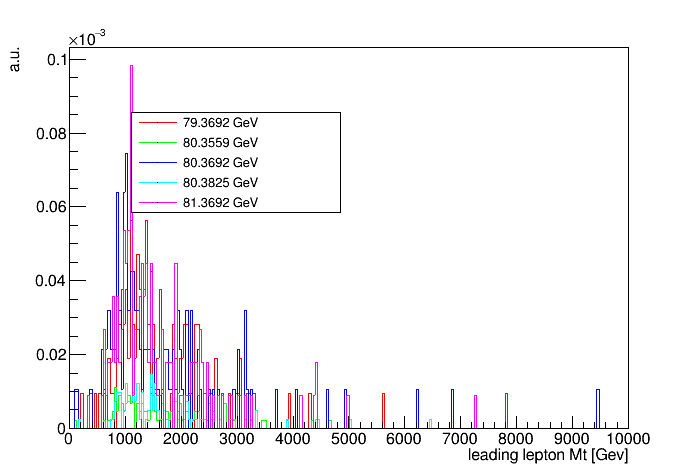 ×10⁻³
a.u.
0.1
0.08
0.06
0.04
0.02
0
79.3692 GeV
80.3559 GeV
80.3692 GeV
80.3825 GeV
81.3692 GeV
0 1000 2000 3000 4000 5000 6000 7000 8000 9000 10000
leading lepton Mt [Gev]